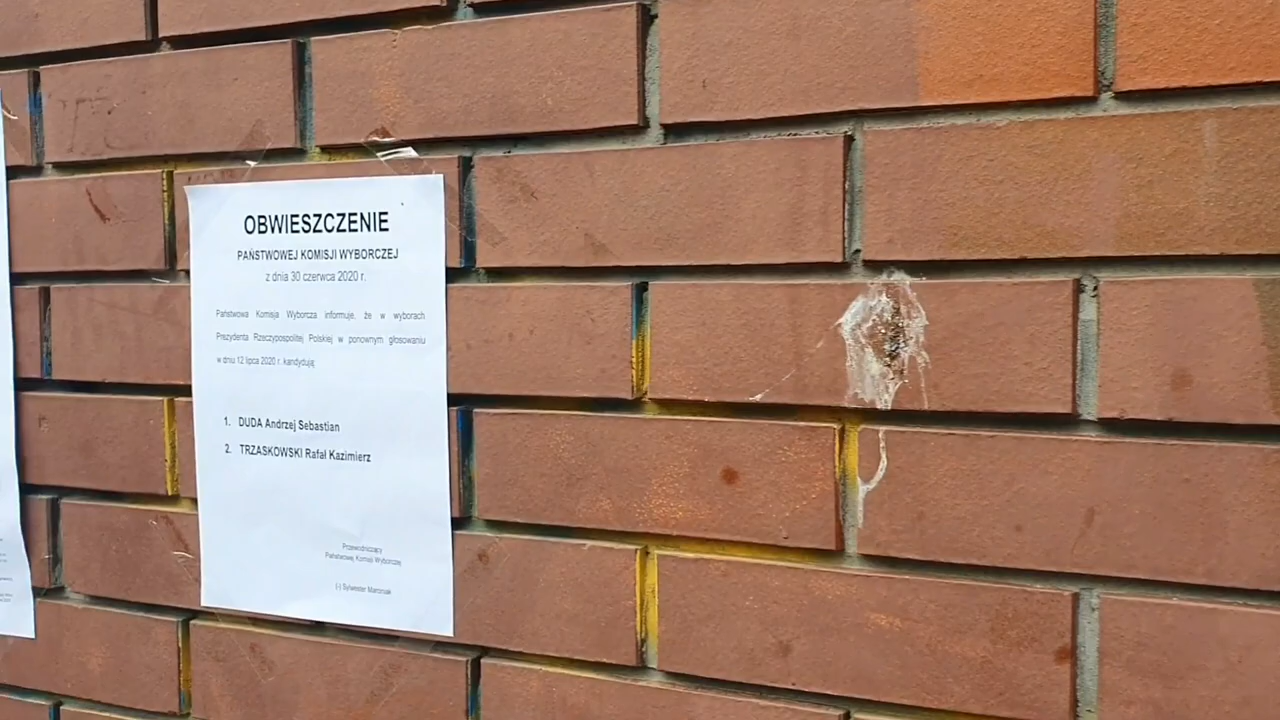 OBWIESZCZENIE
PAŃSTWOWEJ KOMISJI WYBORCZEJ
z dnia 30 czerwca 2020 r.
Państwowa Komisja Wyborcza informuje, że w wyborach
Prezydenta Rzeczypospolitej Polskiej w ponownym głosowaniu
w dniu 12 lipca 2020 r. kandydują:
1. DUDA Andrzej Sebastian
2. TRZASKOWSKI Rafał Kazimierz
Przewodniczący
Państwowej Komisji Wyborczej
(-) Sylwester Marciniak